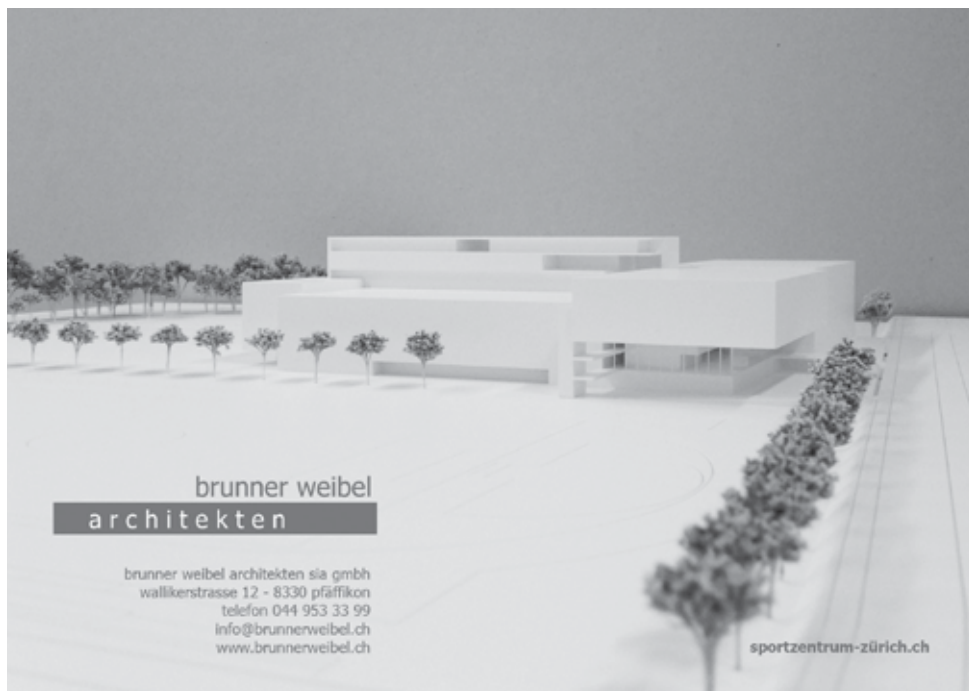 brunner weibel
architekten
brunner weibel architekten sia gmbh
wallikerstrasse 12 - 8330 pfäffikon
telefon 044 953 33 99
info@brunnerweibel.ch
www.brunnerweibel.ch
sportzentrum-zürich.ch